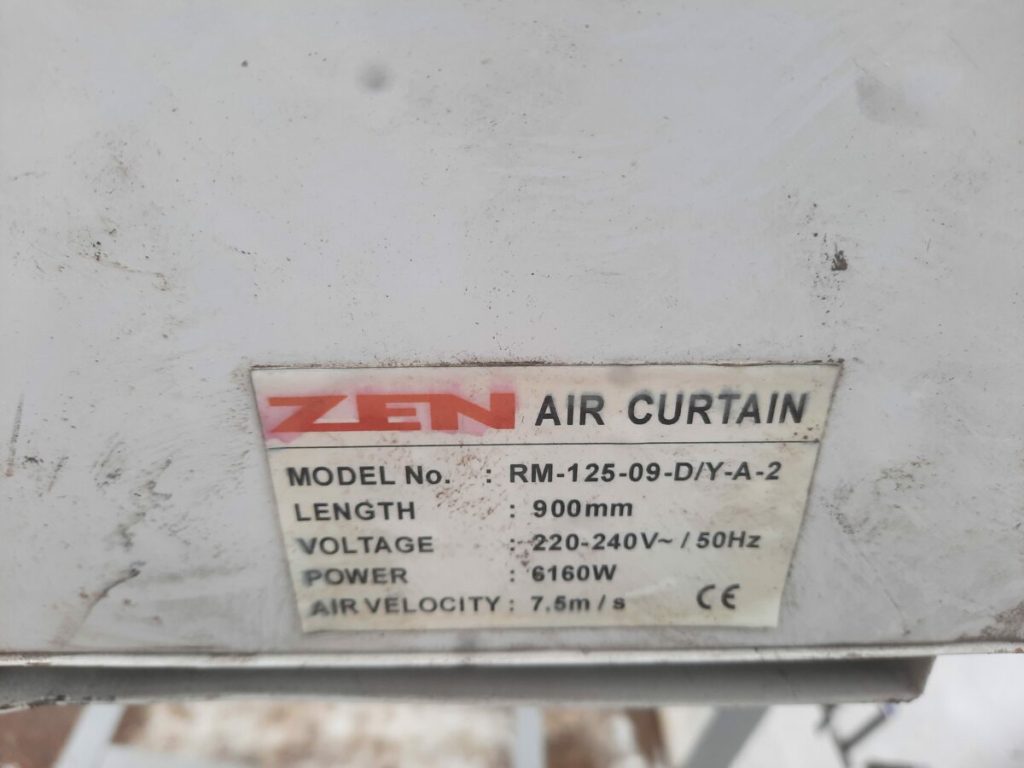 ZEN AIR CURTAIN
MODEL No. : RM-125-09-D/Y-A-2
LENGTH : 900mm
VOLTAGE : 220-240V~ / 50Hz
POWER : 6160W
AIR VELOCITY : 7.5m / s CE